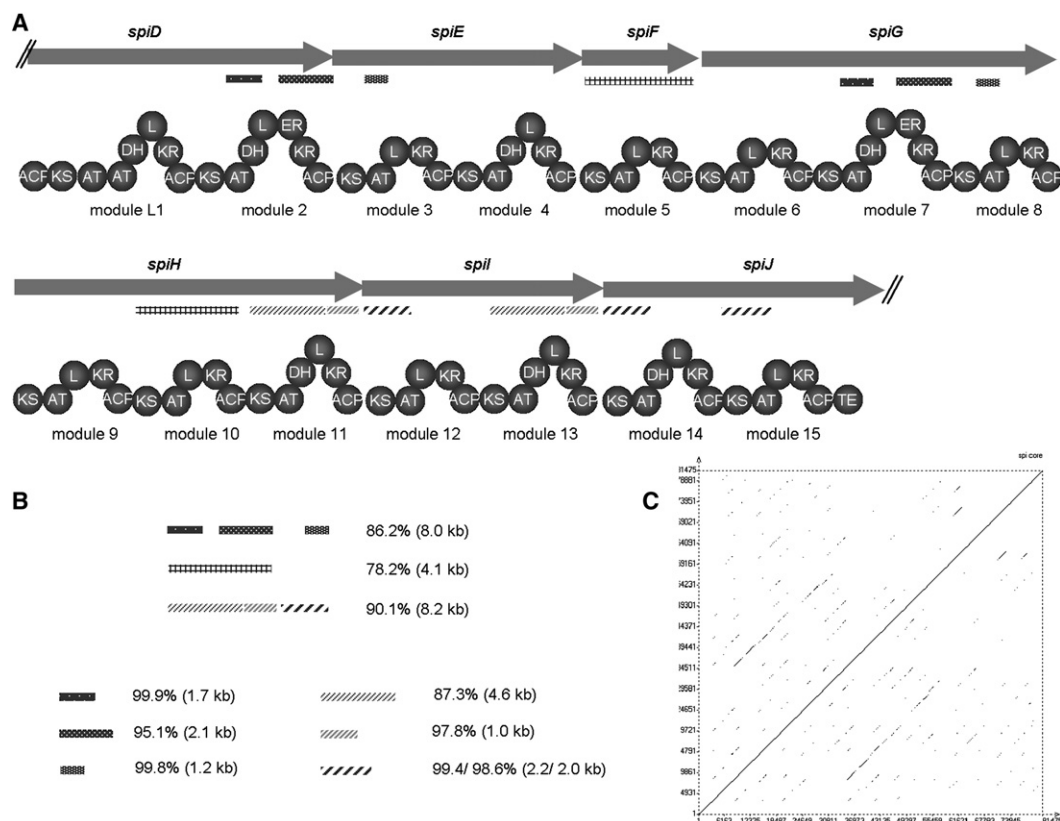 A
spiD spiE spiF spiG
ACP KS AT AT DH L KR ACP KS AT DH L ER KR ACP KS AT L KR ACP KS AT DH L KR ACP KS AT L KR ACP KS AT L KR ACP KS AT DH L ER KR ACP KS AT L KR ACP
module L1 module 2 module 3 module 4 module 5 module 6 module 7 module 8
spiH spiI spiJ
KS AT L KR ACP KS AT L KR ACP KS AT DH L KR ACP KS AT L KR ACP KS AT DH L KR ACP KS AT DH L KR ACP KS AT L KR ACP TE
module 9 module 10 module 11 module 12 module 13 module 14 module 15
B
86.2% (8.0 kb)
78.2% (4.1 kb)
90.1% (8.2 kb)
99.9% (1.7 kb) 87.3% (4.6 kb)
95.1% (2.1 kb) 97.8% (1.0 kb)
99.8% (1.2 kb) 99.4/ 98.6% (2.2/ 2.0 kb)
C
spi core
4931
1